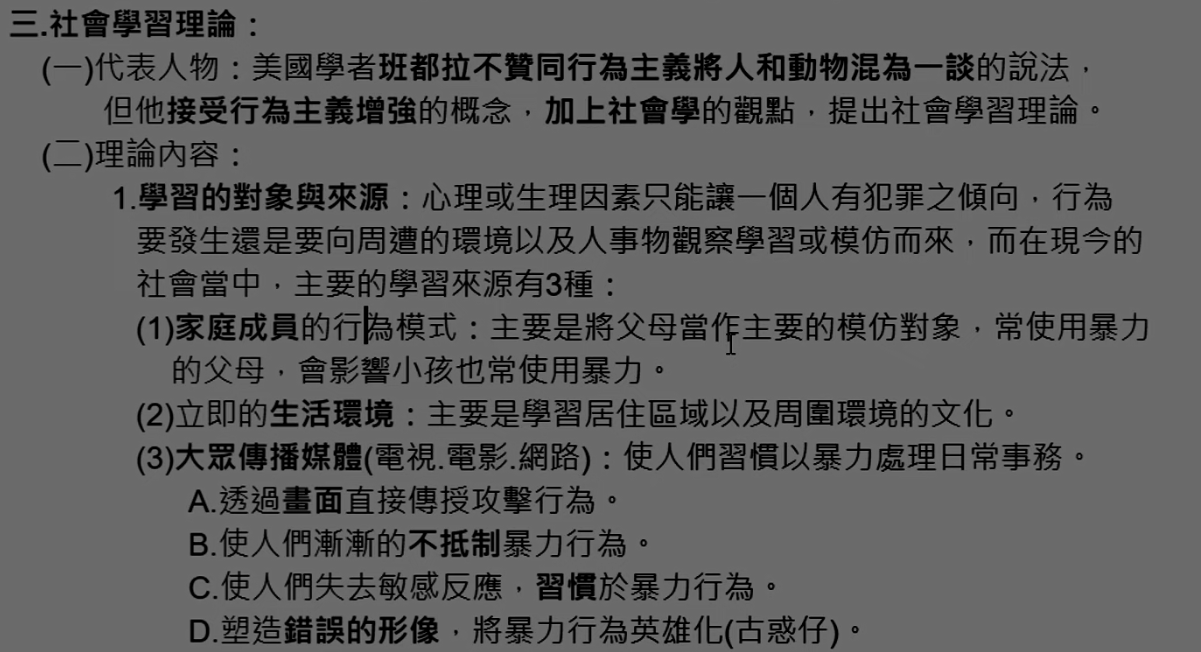 三.社會學習理論：
(一)代表人物：美國學者班都拉不贊同行為主義將人和動物混為一談的說法，
但他接受行為主義增強的概念，加上社會學的觀點，提出社會學習理論。
(二)理論內容：
1.學習的對象與來源：心理或生理因素只能讓一個人有犯罪之傾向，行為
要發生還是要向周遭的環境以及人事物觀察學習或模仿而來，而在現今的
社會當中，主要的學習來源有3種：
(1)家庭成員的行為模式：主要是將父母當作主要的模仿對象，常使用暴力
的父母，會影響小孩也常使用暴力。
(2)立即的生活環境：主要是學習居住區域以及周圍環境的文化。
(3)大眾傳播媒體(電視.電影.網路)：使人們習慣以暴力處理日常事務。
A.透過畫面直接傳授攻擊行為。
B.使人們漸漸的不抵制暴力行為。
C.使人們失去敏感反應，習慣於暴力行為。
D.塑造錯誤的形像，將暴力行為英雄化(古惑仔)。